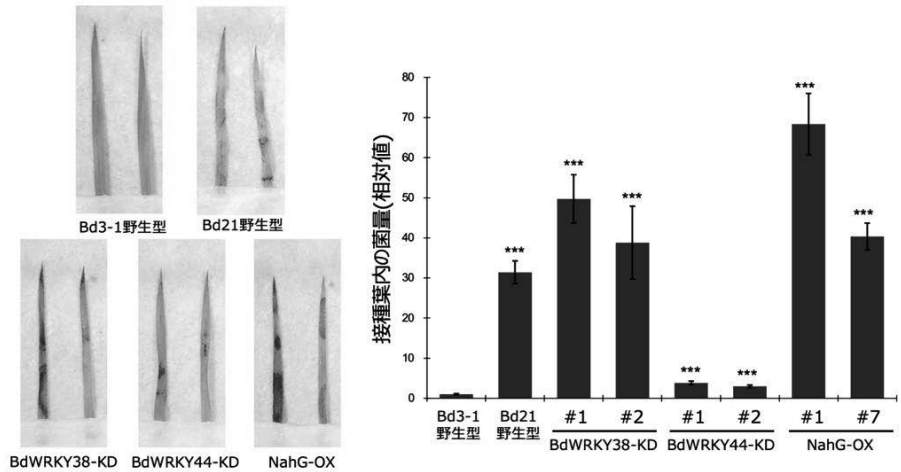 Bd3-1野生型
Bd21野生型
BdWRKY38-KD
BdWRKY44-KD
NahG-OX
接種葉内の菌量(相対値)
80
70
60
50
40
30
20
10
0
***
***
***
***
***
***
***
Bd3-1
野生型
Bd21
野生型
#1
#2
#1
#2
#1
#7
BdWRKY38-KD
BdWRKY44-KD
NahG-OX